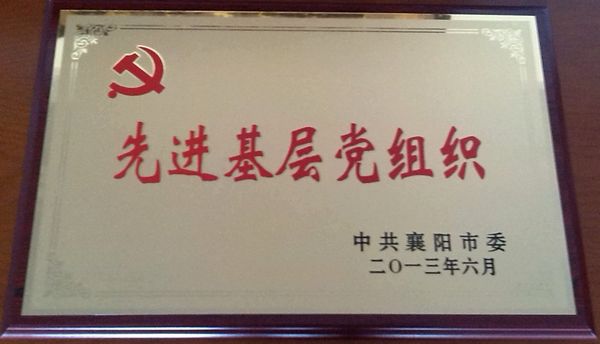 先进基层党组织
中共襄阳市委
二〇一三年六月